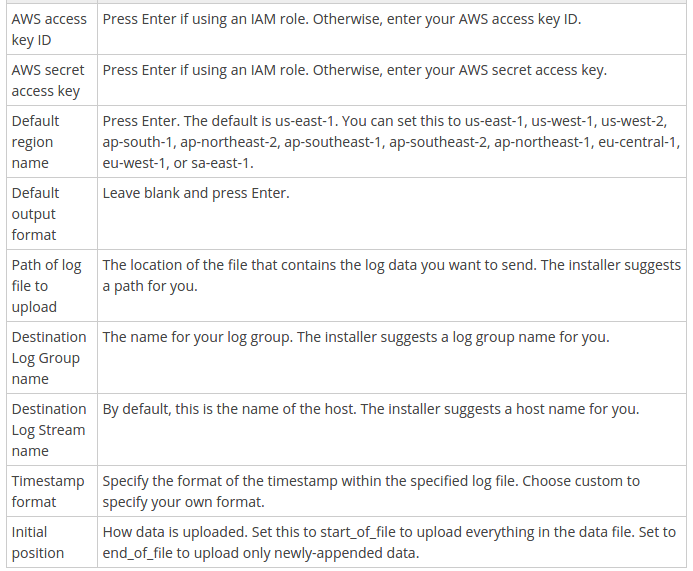 AWS access Press Enter if using an IAM role. Otherwise, enter your AWS access key ID.
key ID
AWS secret Press Enter if using an IAM role. Otherwise, enter your AWS secret access key.
access key
Default Press Enter. The default is us-east-1. You can set this to us-east-1, us-west-1, us-west-2,
region ap-south-1, ap-northeast-2, ap-southeast-1, ap-southeast-2, ap-northeast-1, eu-central-1,
name eu-west-1, or sa-east-1.
Default Leave blank and press Enter.
output
format
Path of log The location of the file that contains the log data you want to send. The installer suggests
file to a path for you.
upload
Destination The name for your log group. The installer suggests a log group name for you.
Log Group
name
Destination By default, this is the name of the host. The installer suggests a host name for you.
Log Stream
name
Timestamp Specify the format of the timestamp within the specified log file. Choose custom to
format specify your own format.
Initial How data is uploaded. Set this to start_of_file to upload everything in the data file. Set to
position end_of_file to upload only newly-appended data.